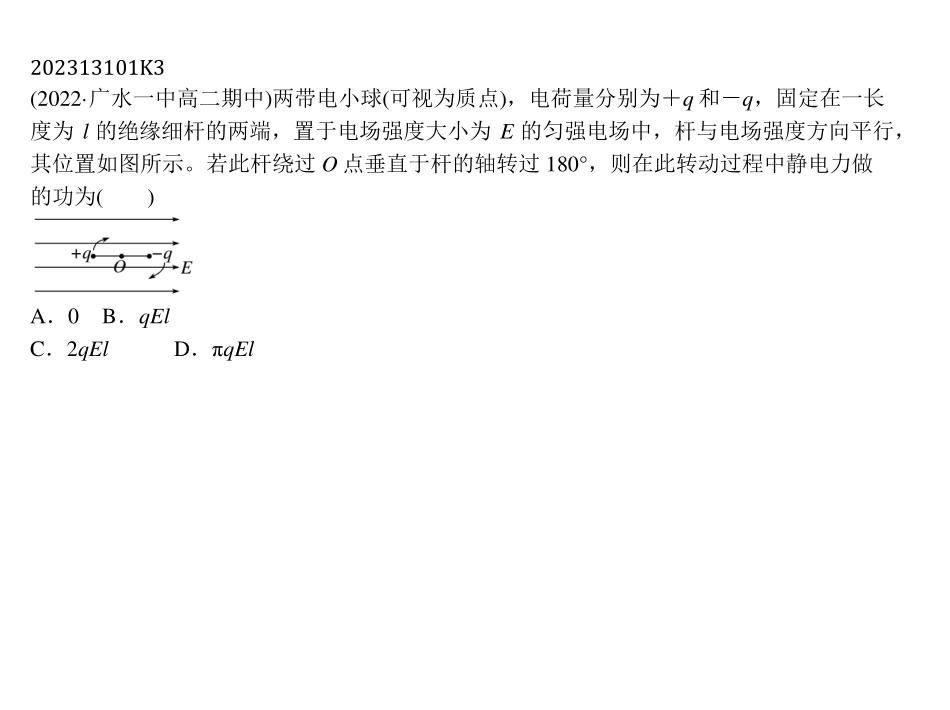 202313101K3
(2022·广水一中高二期中)两带电小球(可视为质点)，电荷量分别为＋q 和－q，固定在一长
度为 l 的绝缘细杆的两端，置于电场强度大小为 E 的匀强电场中，杆与电场强度方向平行，
其位置如图所示。若此杆绕过 O 点垂直于杆的轴转过 180°，则在此转动过程中静电力做
的功为(　　)
+q O −q E
A．0　B．qEl
C．2qEl　　D．πqEl